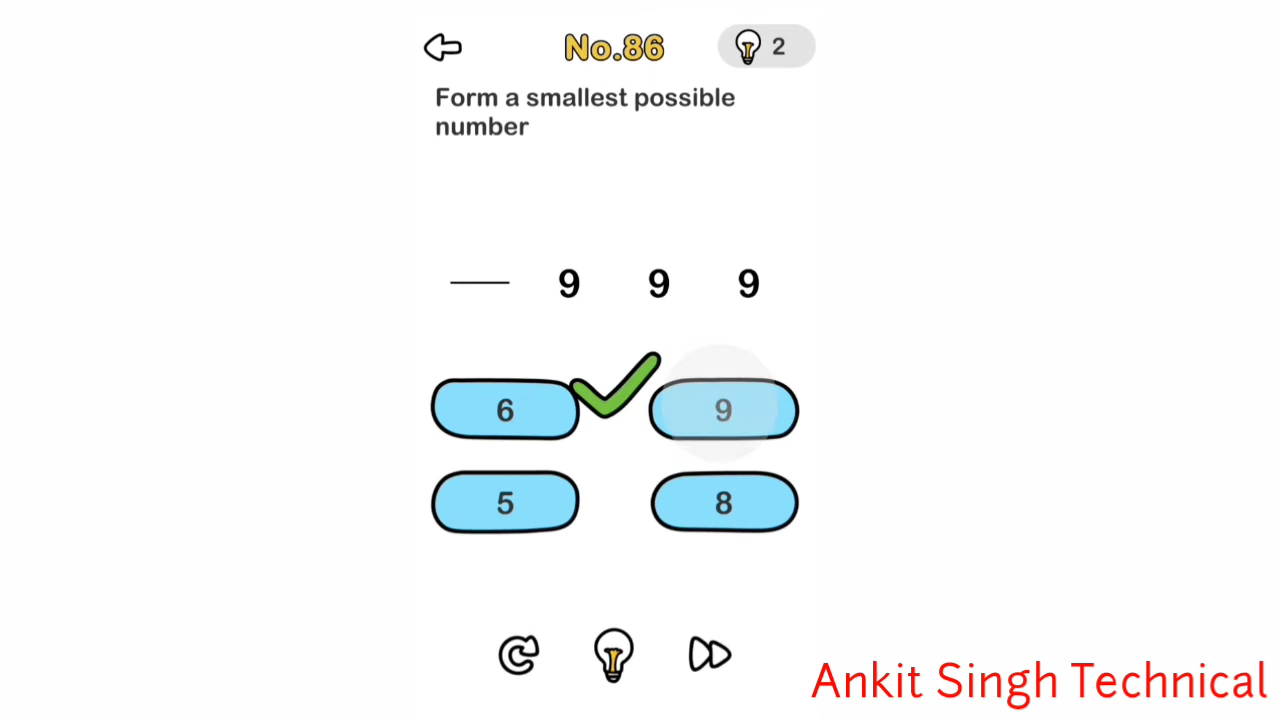 No.86
2
Form a smallest possible
number
9 9 9
6 9
5 8
Ankit Singh Technical